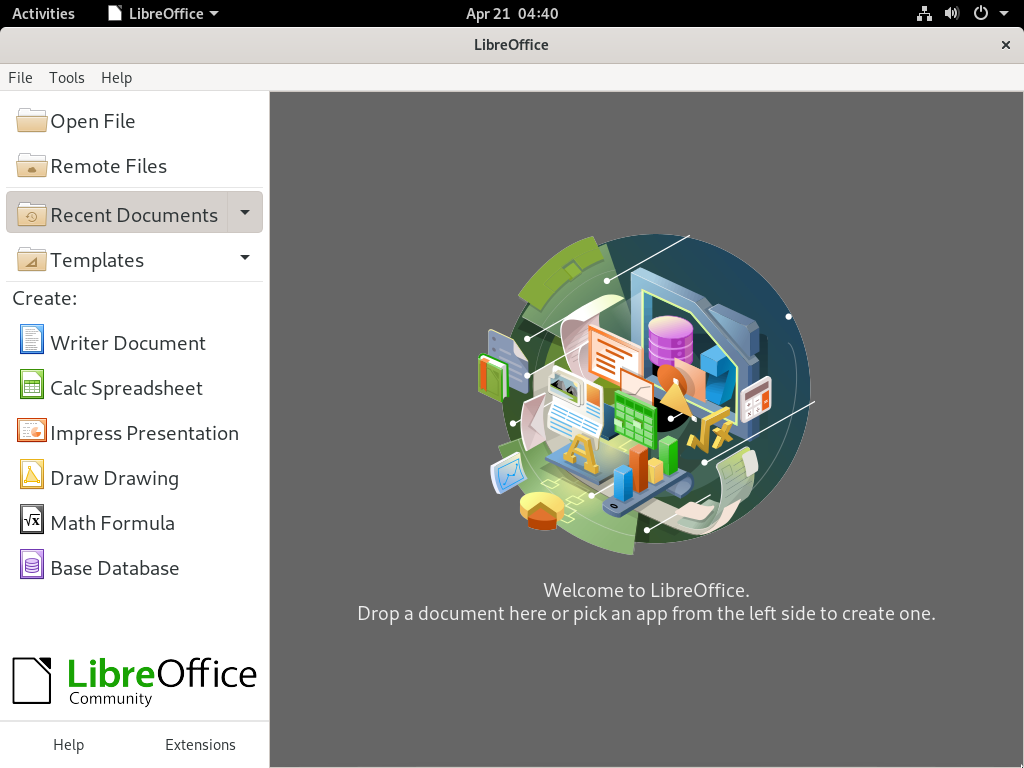 Activities
LibreOffice
Apr 21 04:40
LibreOffice
File Tools Help
Open File
Remote Files
Recent Documents
Templates
Create:
Writer Document
Calc Spreadsheet
Impress Presentation
Draw Drawing
Math Formula
Base Database
LibreOffice
Community
Help
Extensions
Welcome to LibreOffice.
Drop a document here or pick an app from the left side to create one.